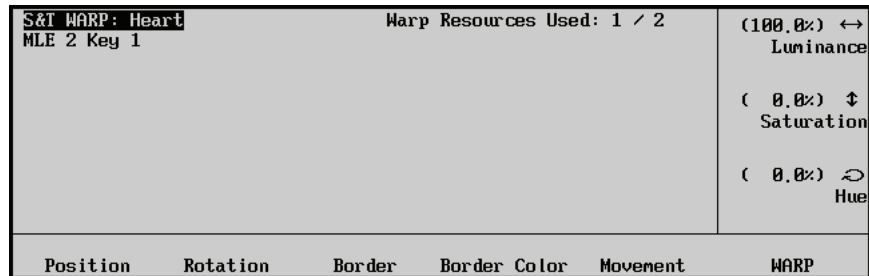 S&T WARP: Heart
Warp Resources Used: 1 / 2
MLE 2 Key 1
(100.0%) ↔
Luminance
( 0.0%) ↕
Saturation
( 0.0%)
Hue
Position Rotation Border Border Color Movement WARP